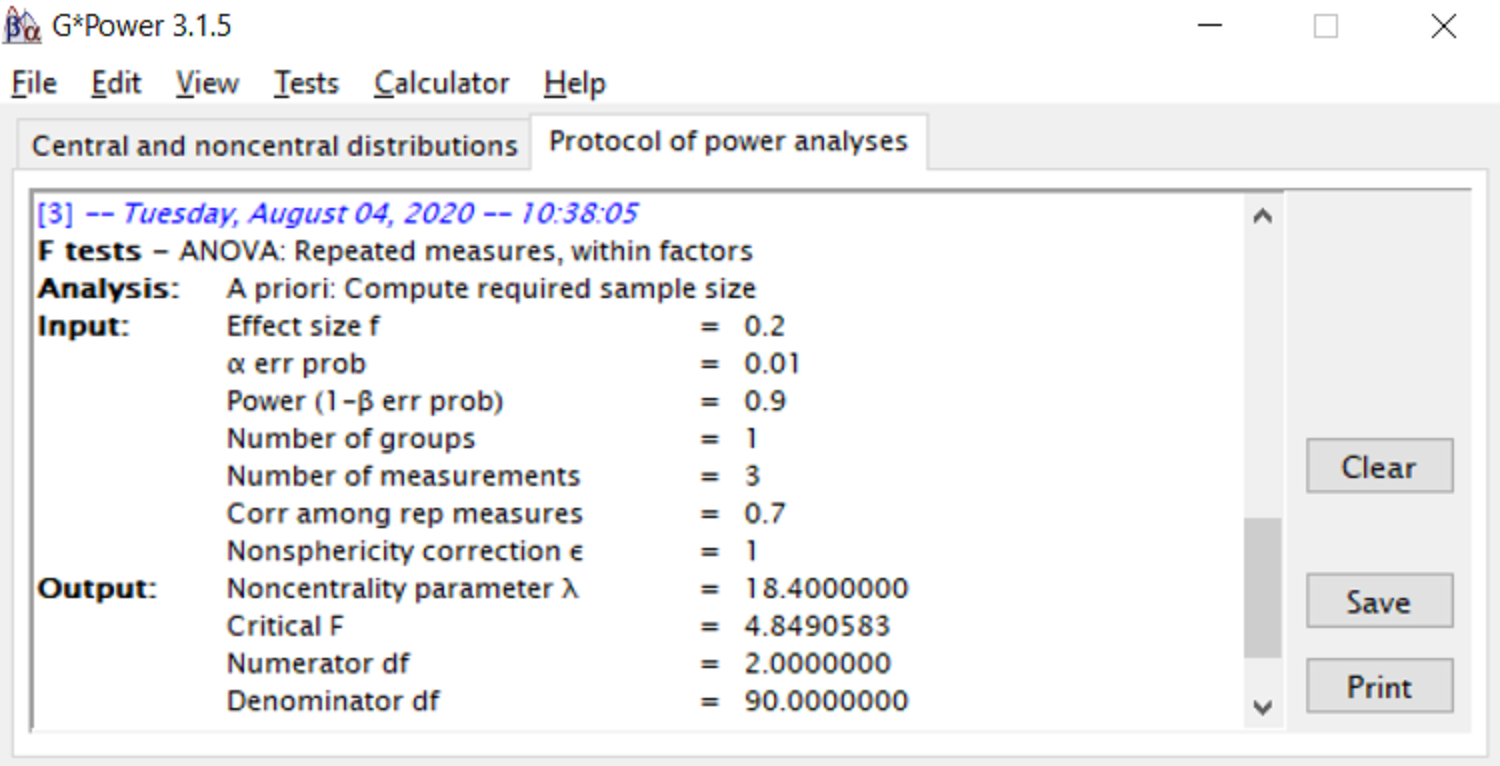 G*Power 3.1.5
File Edit View Tests Calculator Help
Central and noncentral distributions Protocol of power analyses
[3] -- Tuesday, August 04, 2020 -- 10:38:05
F tests - ANOVA: Repeated measures, within factors
Analysis: A priori: Compute required sample size
Input: Effect size f = 0.2
α err prob = 0.01
Power (1-β err prob) = 0.9
Number of groups = 1
Number of measurements = 3
Corr among rep measures = 0.7
Nonsphericity correction ϵ = 1
Output: Noncentrality parameter λ = 18.4000000
Critical F = 4.8490583
Numerator df = 2.0000000
Denominator df = 90.0000000
Clear
Save
Print